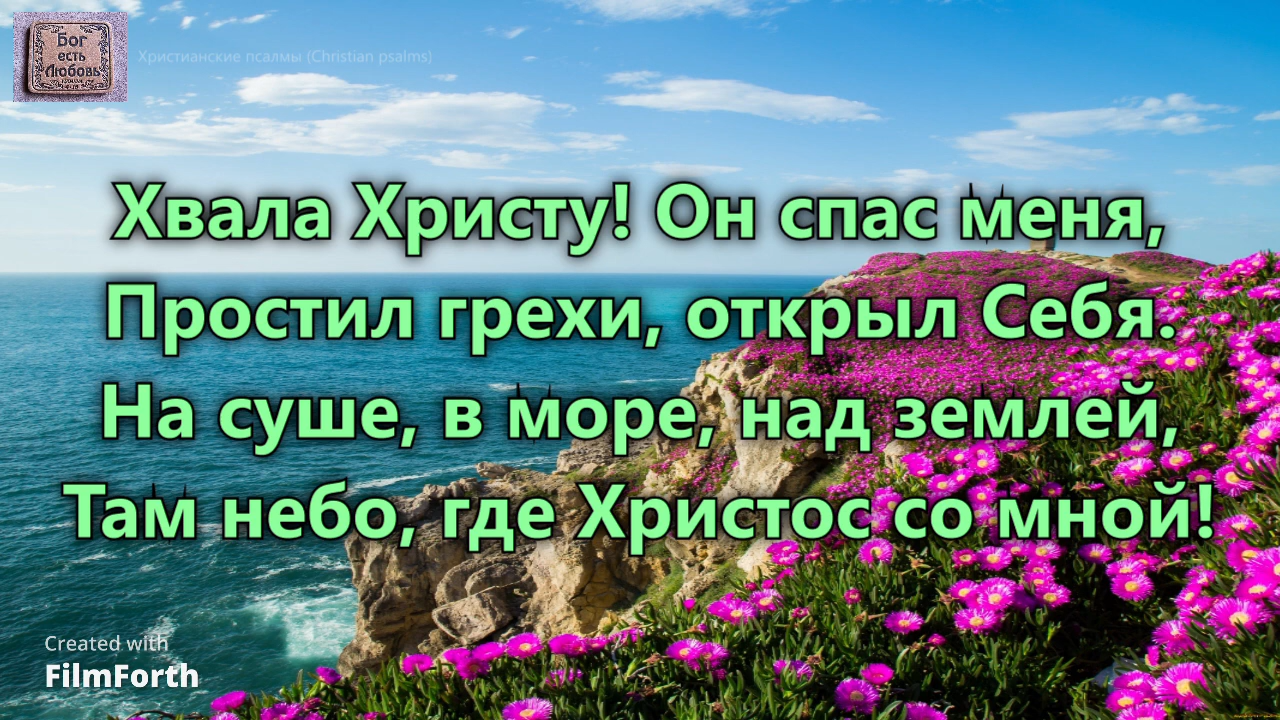 Бог
есть
Любовь
Христианские псалмы (Christian psalms)
Хвала Христу! Он спас меня,
Простил грехи, открыл Себя.
На суше, в море, над землей,
Там небо, где Христос со мной!
Created with
FilmForth